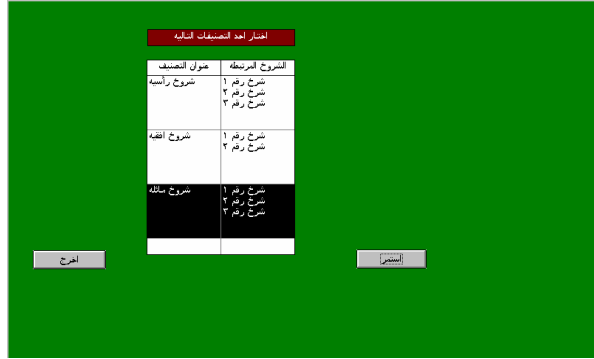 اختار احد التصنيفات التاليه
الشروخ المرتبطه
عنوان التصنيف
شرخ رقم ١
شروخ رأسيه
شرخ رقم ٢
شرخ رقم ٣
شرخ رقم ١
شروخ افقيه
شرخ رقم ٢
شرخ رقم ١
شروخ مائله
شرخ رقم ٢
شرخ رقم ٣
استمر
اخرج